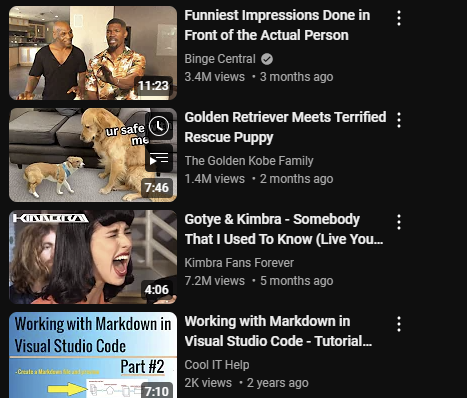 Funniest Impressions Done in
Front of the Actual Person
Binge Central
3.4M views • 3 months ago
11:23
Golden Retriever Meets Terrified
Rescue Puppy
The Golden Kobe Family
1.4M views • 2 months ago
ur safe
me
7:46
KIMBRA
Gotye & Kimbra - Somebody
That I Used To Know (Live You...
Kimbra Fans Forever
7.2M views • 5 months ago
4:06
Working with Markdown in
Visual Studio Code
Part #2
- Create a Markdown file
7:10
Working with Markdown in
Visual Studio Code - Tutorial...
Cool IT Help
2K views • 2 years ago